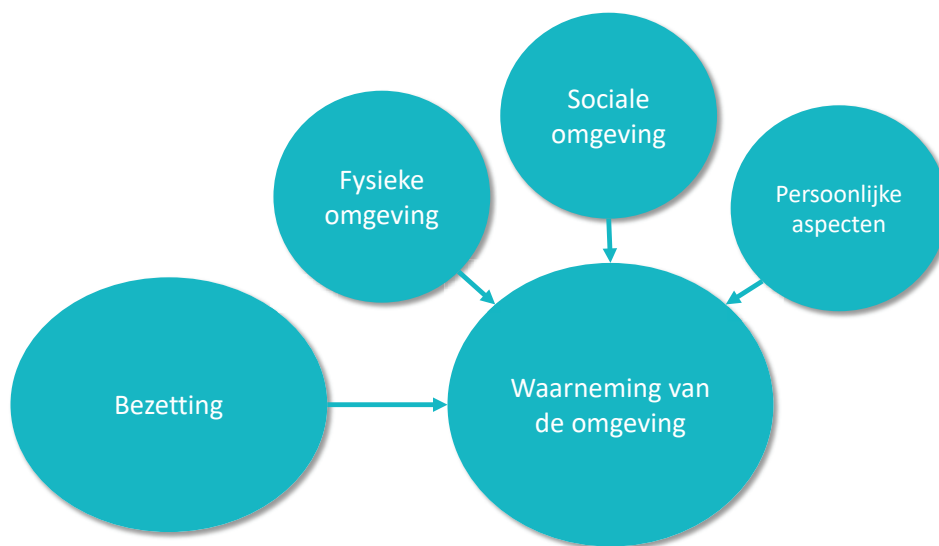 Sociale
omgeving
Fysieke
omgeving
Persoonlijke
aspecten
Bezetting
Waarneming van
de omgeving